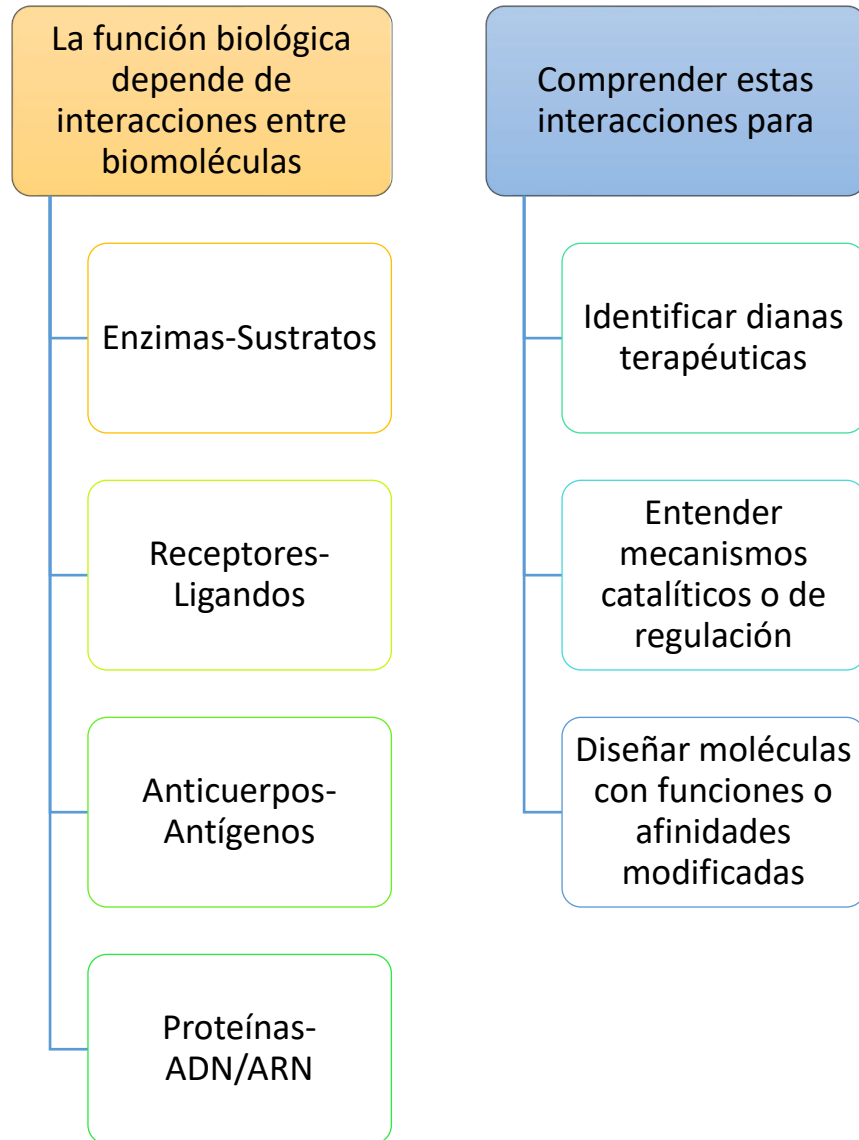 La función biológica
depende de
interacciones entre
biomoléculas
Enzimas-Sustratos
Receptores-
Ligandos
Anticuerpos-
Antígenos
Proteínas-
ADN/ARN
Comprender estas
interacciones para
Identificar dianas
terapéuticas
Entender
mecanismos
catalíticos o de
regulación
Diseñar moléculas
con funciones o
afinidades
modificadas